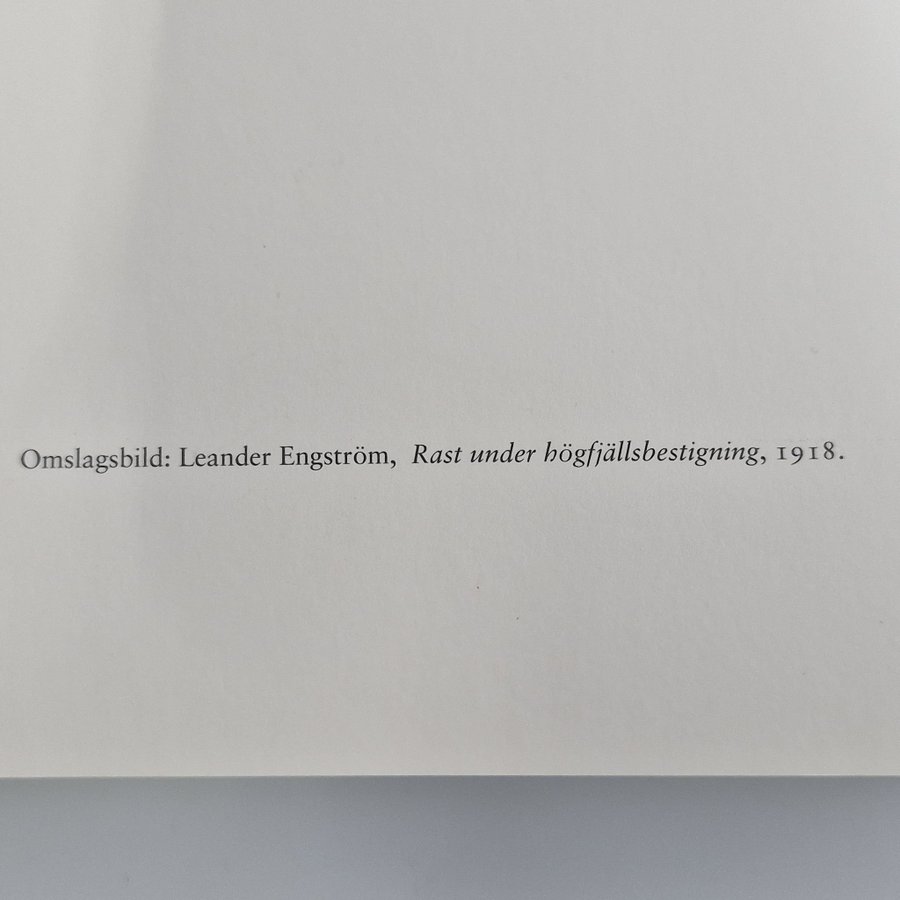 Omslagsbild: Leander Engström, Rast under högfjällsbestigning, 1918.